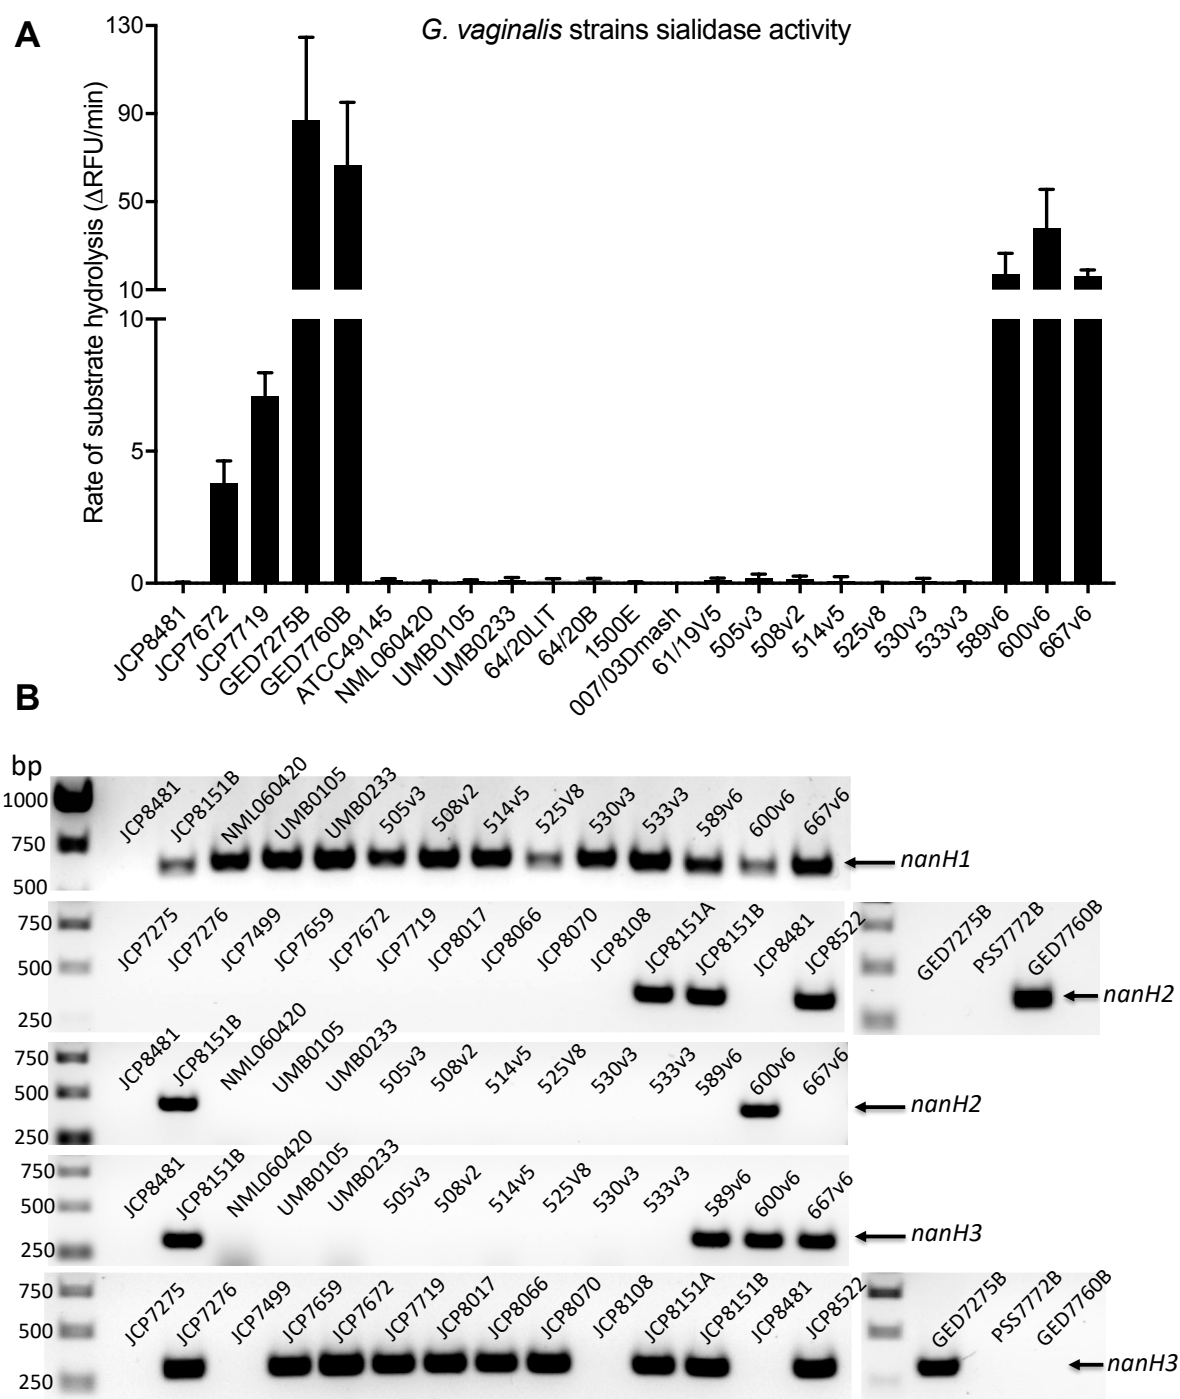 A
G. vaginalis strains sialidase activity
Rate of substrate hydrolysis (ΔRFU/min)
130
90
50
10
10
5
0
JCP8481
JCP7672
JCP7719
GED7275B
GED7760B
ATCC49145
NML060420
UMB0105
UMB0233
64/20LIT
64/20B
1500E
007/03Dmash
61/19V5
505v3
508v2
514v5
525v8
530v3
533v3
589v6
600v6
667v6
B
bp
JCP8481 JCP8151B NML060420 UMB0105 UMB0233 505v3 508v2 514v5 525V8 530v3 533v3 589v6 600v6 667v6
1000
750
500
nanH1
JCP7275 JCP7276 JCP7499 JCP7659 JCP7672 JCP7719 JCP8017 JCP8066 JCP8070 JCP8108 JCP8151A JCP8151B JCP8481 JCP8522 GED7275B PSS7772B GED7760B
750
500
250
nanH2
JCP8481 JCP8151B NML060420 UMB0105 UMB0233 505v3 508v2 514v5 525V8 530v3 533v3 589v6 600v6 667v6
750
500
250
nanH2
JCP8481 JCP8151B NML060420 UMB0105 UMB0233 505v3 508v2 514v5 525V8 530v3 533v3 589v6 600v6 667v6
750
500
250
nanH3
JCP7275 JCP7276 JCP7499 JCP7659 JCP7672 JCP7719 JCP8017 JCP8066 JCP8070 JCP8108 JCP8151A JCP8151B JCP8481 JCP8522 GED7275B PSS7772B GED7760B
750
500
250
nanH3